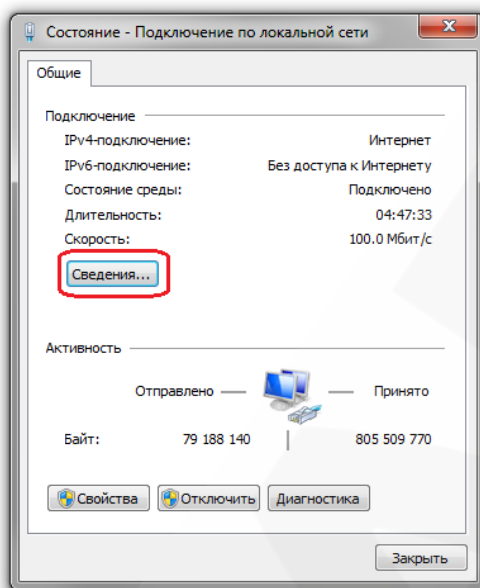 Состояние - Подключение по локальной сети
Общие
Подключение
IPv4-подключение: Интернет
IPv6-подключение: Без доступа к Интернету
Состояние среды: Подключено
Длительность: 04:47:33
Скорость: 100.0 Мбит/с
Сведения...
Активность
Отправлено — — Принято
Байт: 79 188 140 | 805 509 770
Свойства Отключить Диагностика
Закрыть